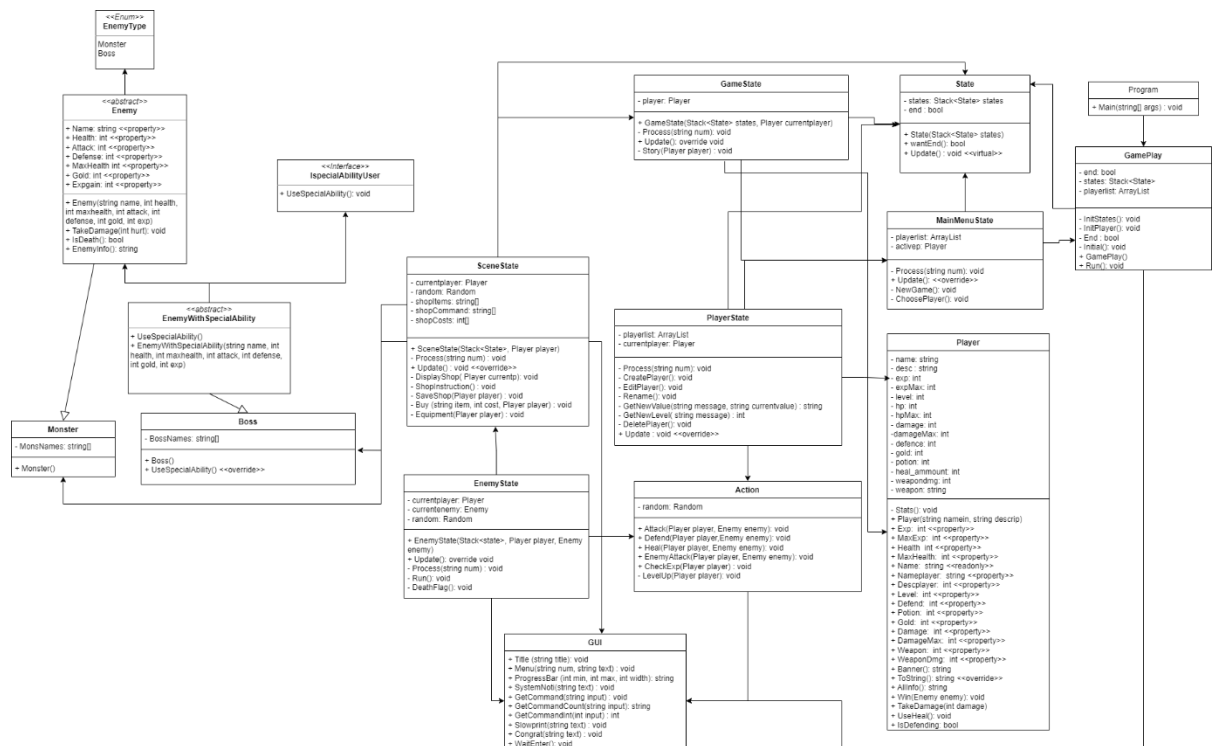 <<Enum>>
EnemyType
Monster
Boss
<<abstract>>
Enemy
+ Name: string <<property>>
+ Health: int <<property>>
+ Attack: int <<property>>
+ Defense: int <<property>>
+ MaxHealth int <<property>>
+ Gold: int <<property>>
+ Expgain: int <<property>>
+ Enemy(string name, int health,
int maxhealth, int attack, int
defense, int gold, int exp)
+ TakeDamage(int hurt): void
+ IsDeath(): bool
+ EnemyInfo(): string
<<Interface>>
IspecialAbilityUser
+ UseSpecialAbility(): void
<<abstract>>
EnemyWithSpecialAbility
+ UseSpecialAbility()
+ EnemyWithSpecialAbility(string name, int
health, int maxhealth, int attack, int defense,
int gold, int exp)
Monster
- MonsNames: string[]
+ Monster()
Boss
- BossNames: string[]
+ Boss()
+ UseSpecialAbility() <<override>>
SceneState
- currentplayer: Player
- random: Random
- shopItems: string[]
- shopCommand: string[]
- shopCosts: int[]
+ SceneState(Stack<State>, Player player)
- Process(string num) : void
+ Update() : void <<override>>
- DisplayShop( Player currentp): void
- ShopInstruction() : void
- SaveShop(Player player) : void
- Buy (string item, int cost, Player player) : void
- Equipment(Player player) : void
EnemyState
- currentplayer: Player
- currentenemy: Enemy
- random: Random
+ EnemyState(Stack<state>, Player player, Enemy
enemy)
+ Update(): override void
- Process(string num) : void
- Run(): void
- DeathFlag(): void
GUI
+ Title (string title): void
+ Menu(string num, string text) : void
+ ProgressBar (int min, int max, int width): string
+ SystemNoti(string text) : void
+ GetCommand(string input) : void
+ GetCommandCount(string input): string
+ GetCommandInt(int input) : int
+ Slowprint(string text) : void
+ Congrat(string text) : void
+ WaitEnter(): void
GameState
- player: Player
+ GameState(Stack<State> states, Player currentplayer)
- Process(string num): void
+ Update(): override void
- Story(Player player) : void
State
- states: Stack<State> states
- end : bool
+ State(Stack<State> states)
+ wantEnd(): bool
+ Update() : void <<virtual>>
Program
+ Main(string[] args) : void
GamePlay
- end: bool
- states: Stack<State>
- playerlist: ArrayList
- InitStates(): void
- InitPlayer(): void
- End : bool
- Initial(): void
+ GamePlay()
+ Run(): void
MainMenuState
- playerlist: ArrayList
- activep: Player
- Process(string num): void
+ Update(): <<override>>
- NewGame(): void
- ChoosePlayer(): void
PlayerState
- playerlist: ArrayList
- currentplayer: Player
- Process(string num): void
- CreatePlayer(): void
- EditPlayer(): void
- Rename(): void
- GetNewValue(string message, string currentvalue) : string
- GetNewLevel( string message) : int
- DeletePlayer(): void
+ Update : void <<override>>
Action
- random: Random
+ Attack(Player player, Enemy enemy): void
+ Defend(Player player,Enemy enemy): void
+ Heal(Player player, Enemy enemy): void
+ EnemyAttack(Player player, Enemy enemy): void
+ CheckExp(Player player) : void
- LevelUp(Player player): void
Player
- name: string
- desc : string
- exp: int
- expMax: int
- level: int
- hp: int
- hpMax: int
- damage: int
-damageMax: int
- defence: int
- gold: int
- potion: int
- heal_ammount: int
- weapondmg: int
- weapon: string
- Stats(): void
+ Player(string namein, string descrip)
+ Exp: int <<property>>
+ MaxExp: int <<property>>
+ Health: int <<property>>
+ MaxHealth: int <<property>>
+ Name: string <<readonly>>
+ Nameplayer: string <<property>>
+ Descplayer: int <<property>>
+ Level: int <<property>>
+ Defend: int <<property>>
+ Potion: int <<property>>
+ Gold: int <<property>>
+ Damage: int <<property>>
+ DamageMax: int <<property>>
+ Weapon: int <<property>>
+ WeaponDmg: int <<property>>
+ Banner(): string
+ ToString(): string <<override>>
+ AllInfo(): string
+ Win(Enemy enemy): void
+ TakeDamage(int damage)
+ UseHeal(): void
+ IsDefending: bool